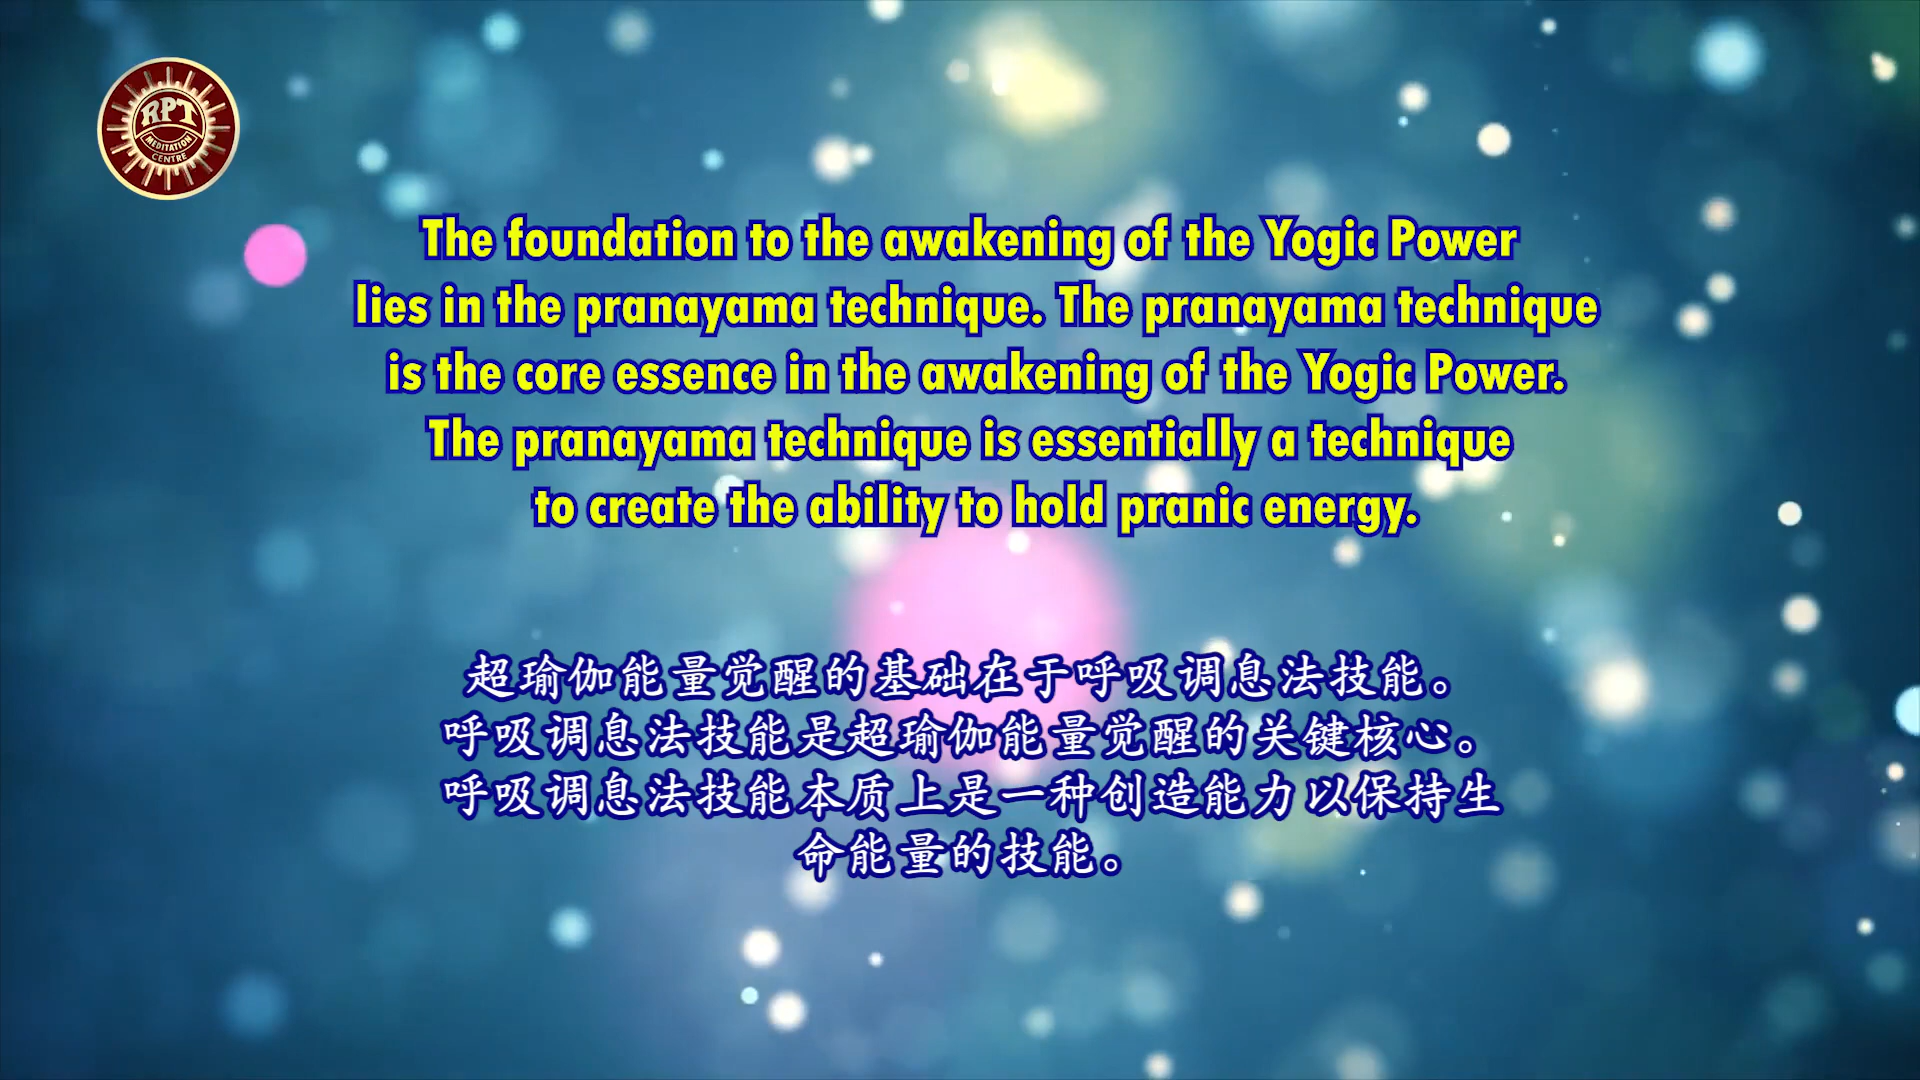 RPT
MEDITATION
CENTRE
The foundation to the awakening of the Yogic Power
lies in the pranayama technique. The pranayama technique
is the core essence in the awakening of the Yogic Power.
The pranayama technique is essentially a technique
to create the ability to hold pranic energy.
超瑜伽能量觉醒的基础在于呼吸调息法技能。
呼吸调息法技能是超瑜伽能量觉醒的关键核心。
呼吸调息法技能本质上是一种创造能力以保持生
命能量的技能。